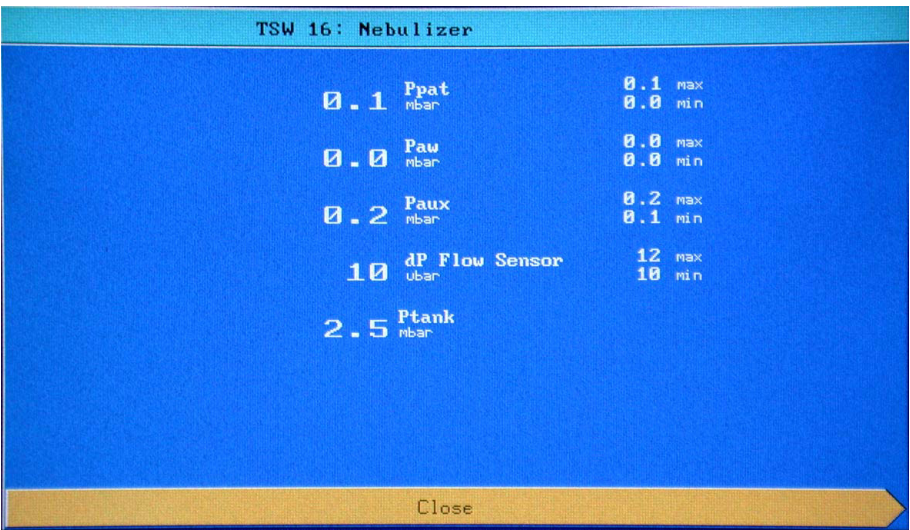 TSW 16: Nebulizer
0.1 Ppat mbar 0.1 max 0.0 min
0.0 Paw mbar 0.0 max 0.0 min
0.2 Paux mbar 0.2 max 0.1 min
10 dP Flow Sensor ubar 12 max 10 min
2.5 Ptank mbar
Close